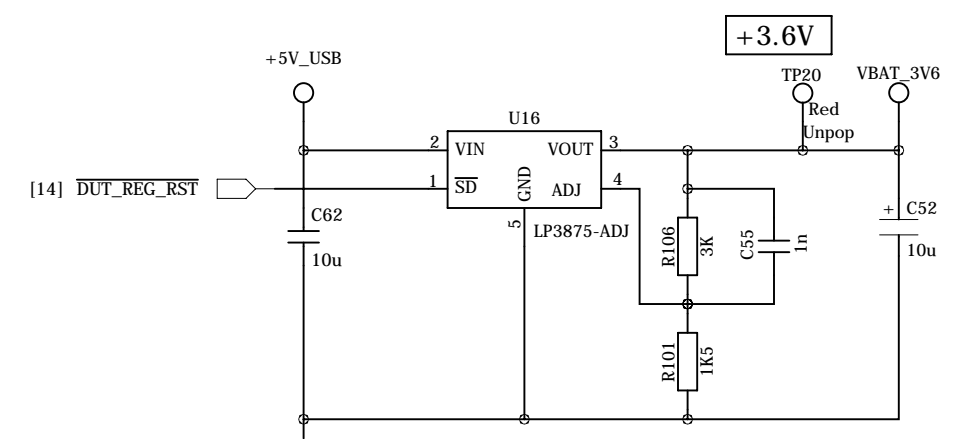 +3.6V
+5V_USB
TP20
VBAT_3V6
Red
Unpop
U16
2 VIN VOUT 3
[14] DUT_REG_RST
1 SD GND ADJ 4
5
LP3875-ADJ
C62
10u
R106
3K
C55
1n
+ C52
10u
R101
1K5